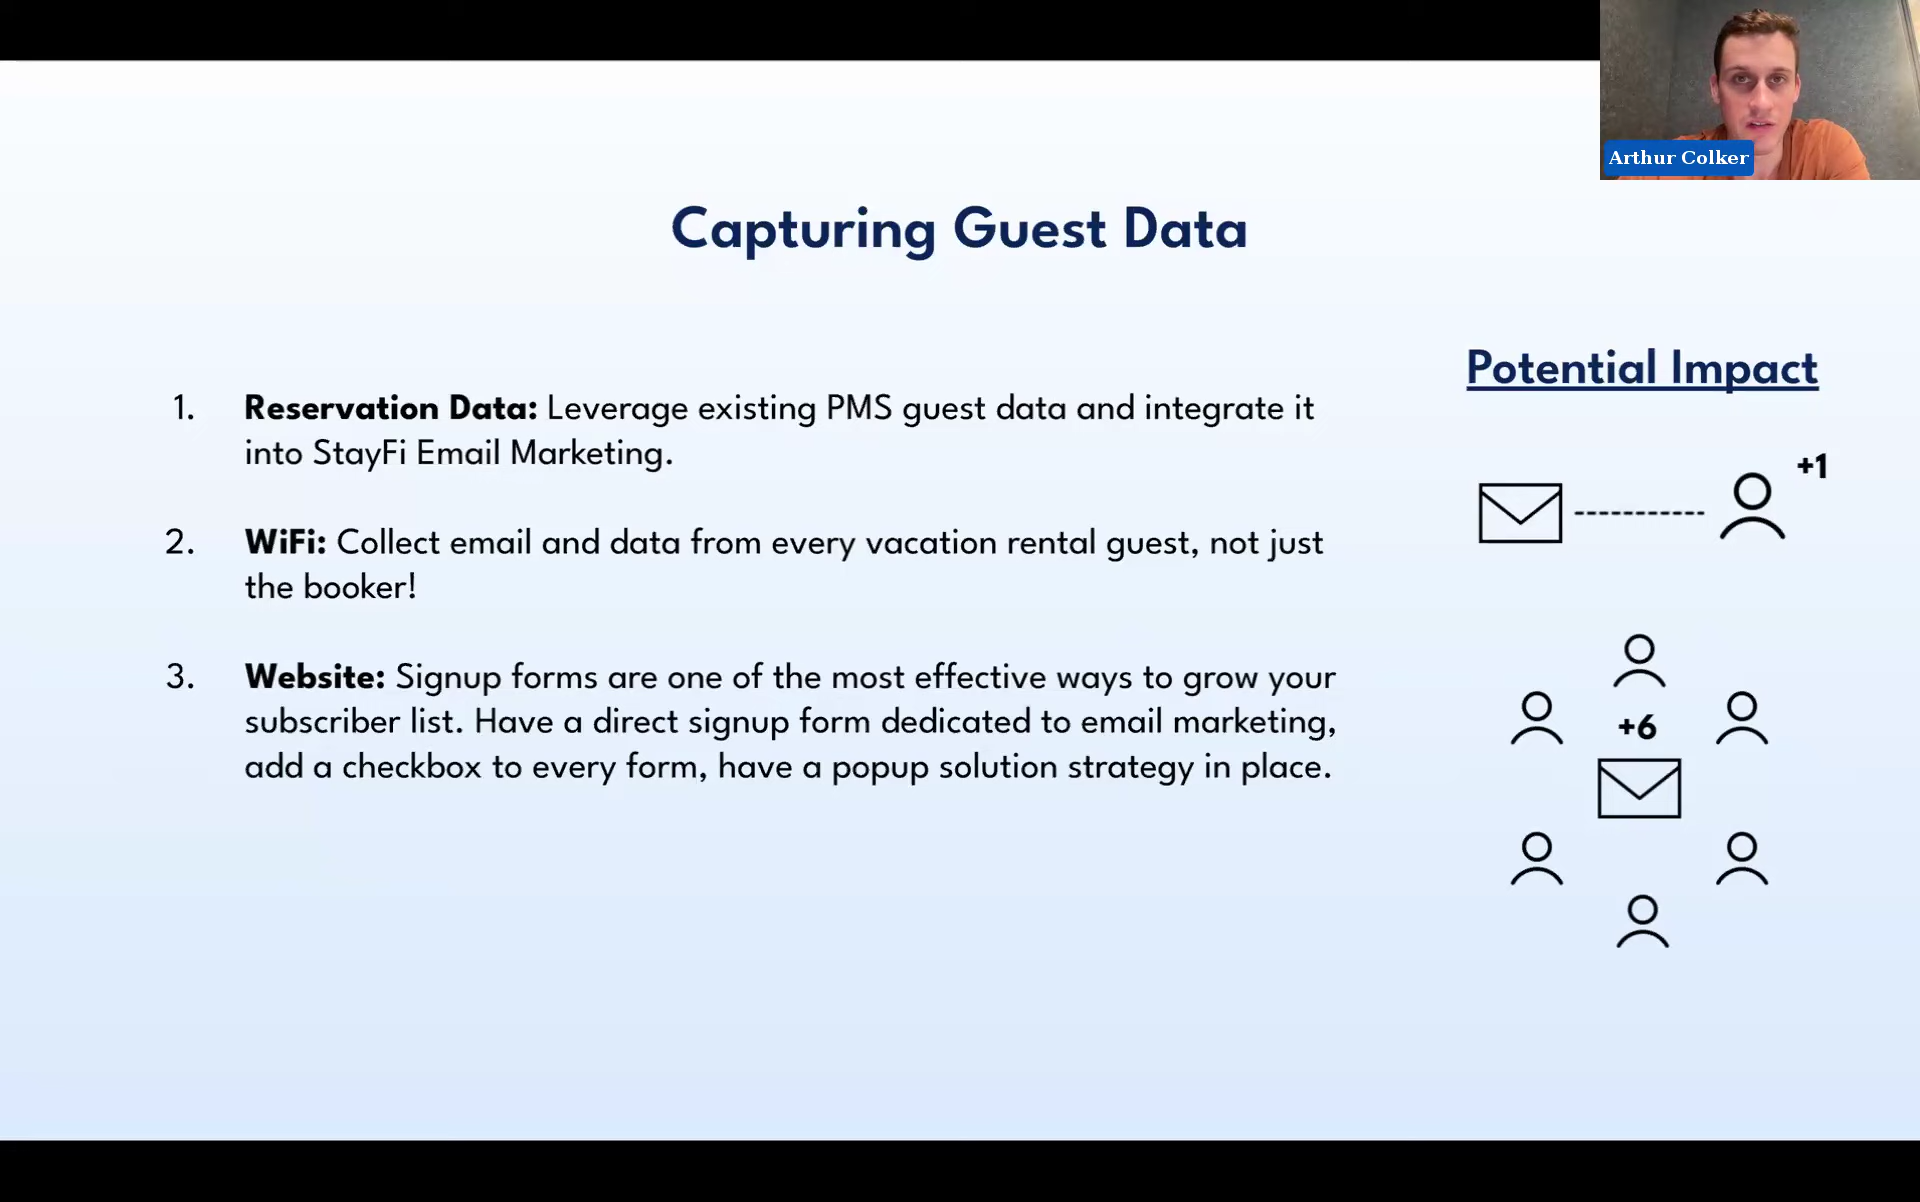 Arthur Colker
Capturing Guest Data
1. Reservation Data: Leverage existing PMS guest data and integrate it
into StayFi Email Marketing.
2. WiFi: Collect email and data from every vacation rental guest, not just
the booker!
3. Website: Signup forms are one of the most effective ways to grow your
subscriber list. Have a direct signup form dedicated to email marketing,
add a checkbox to every form, have a popup solution strategy in place.
Potential Impact
+1
+6